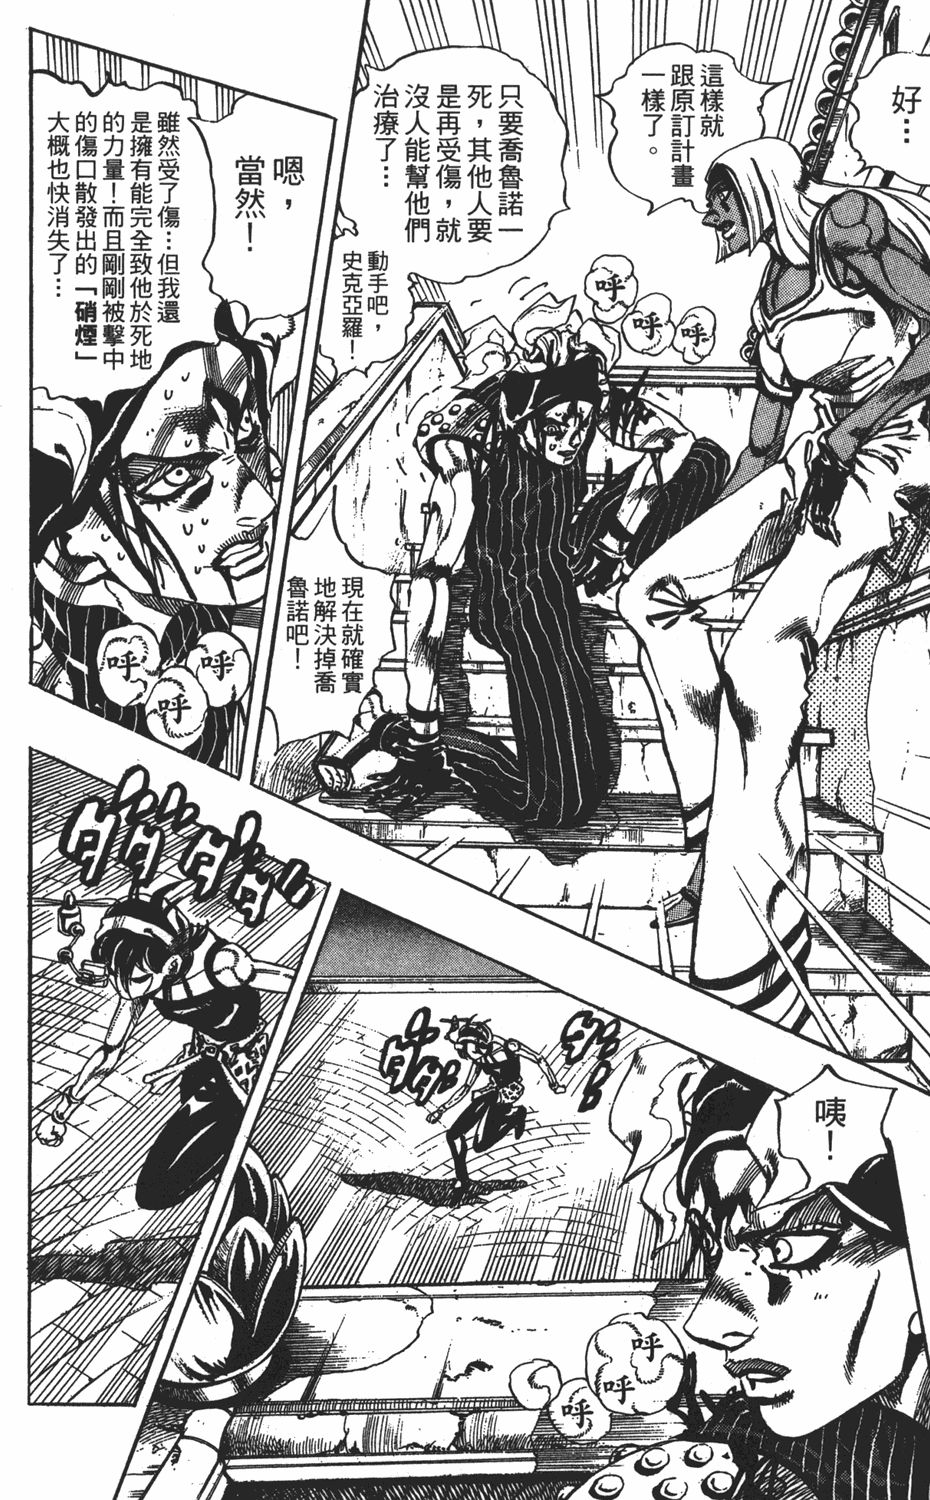 好…
這樣就
跟原訂計畫
一樣了。
只要喬魯諾一
死，其他人要
是再受傷，就
沒人能幫他們
治療了…
動手吧，
史克亞羅！
呼
呼
呼
現在就確實
地解決掉喬
魯諾吧！
嗯，
當然！
雖然受了傷…但我還
是擁有能完全致他於死地
的力量！而且剛剛被擊中
的傷口散發出的「硝煙」
大概也快消失了…
呼
呼
呼
咦！
呼
呼
呼